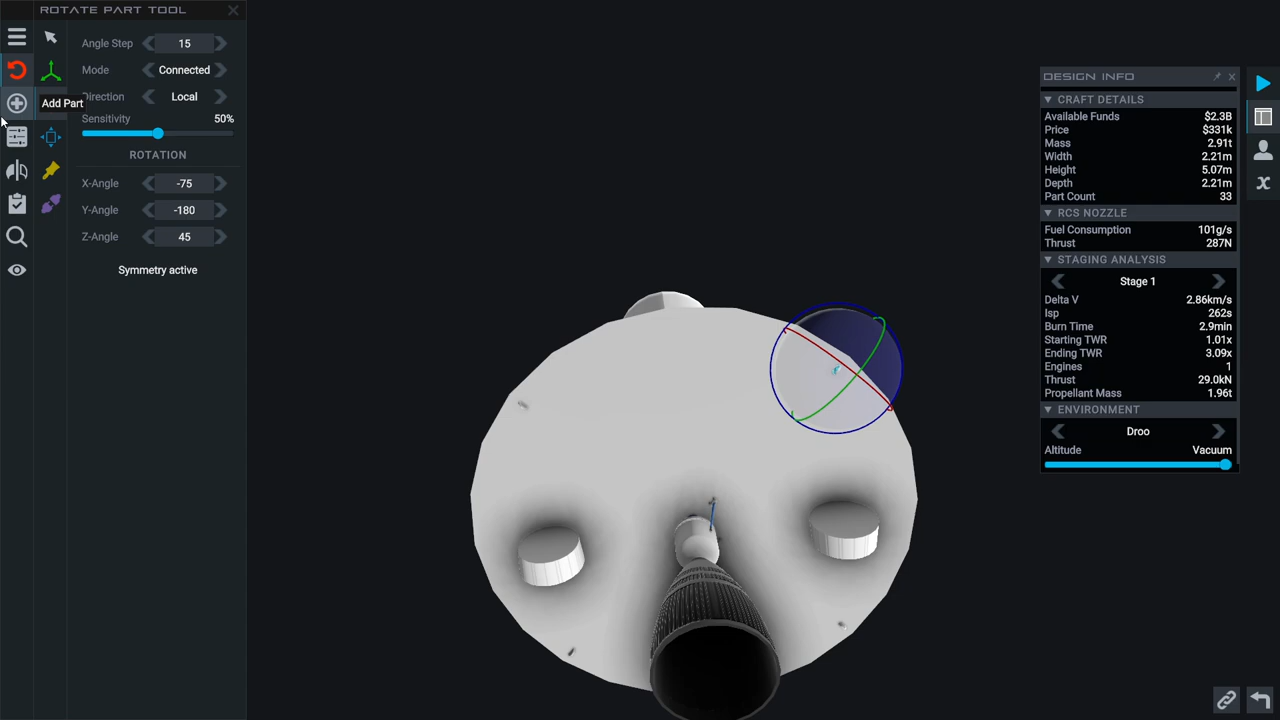 ROTATE PART TOOL
Angle Step 15
Mode Connected
Add Part
Direction Local
Sensitivity 50%
ROTATION
X-Angle -75
Y-Angle -180
Z-Angle 45
Symmetry active
DESIGN INFO
CRAFT DETAILS
Available Funds $2.3B
Price $331k
Mass 2.91t
Width 2.21m
Height 5.07m
Depth 2.21m
Part Count 33
RCS NOZZLE
Fuel Consumption 101g/s
Thrust 287N
STAGING ANALYSIS
Stage 1
Delta V 2.86km/s
Isp 262s
Burn Time 2.9min
Starting TWR 1.01x
Ending TWR 3.09x
Engines 1
Thrust 29.0kN
Propellant Mass 1.96t
ENVIRONMENT
Droo
Altitude Vacuum
x